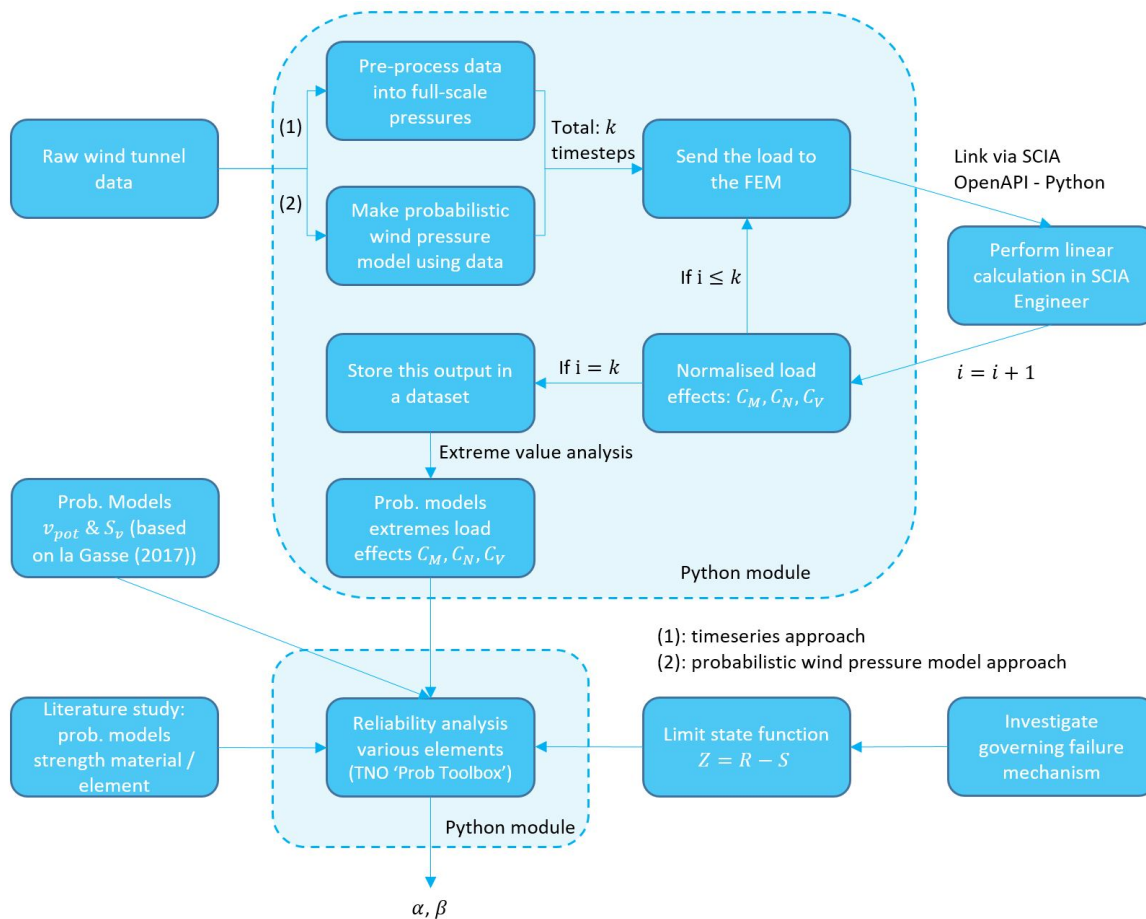 Pre-process data
into full-scale
pressures
(1)
Total: k
timesteps
Raw wind tunnel
data
Send the load to
the FEM
Link via SCIA
OpenAPI - Python
(2)
Make probabilistic
wind pressure
model using data
Perform linear
calculation in SCIA
Engineer
If i ≤ k
Store this output in
a dataset
If i = k
Normalised load
effects: C_M, C_N, C_V
i = i + 1
Extreme value analysis
Prob. Models
v_pot & S_v (based
on la Gasse (2017))
Prob. models
extremes load
effects C_M, C_N, C_V
Python module
(1): timeseries approach
(2): probabilistic wind pressure model approach
Literature study:
prob. models
strength material /
element
Reliability analysis
various elements
(TNO ‘Prob Toolbox’)
Limit state function
Z = R − S
Investigate
governing failure
mechanism
Python module
α, β